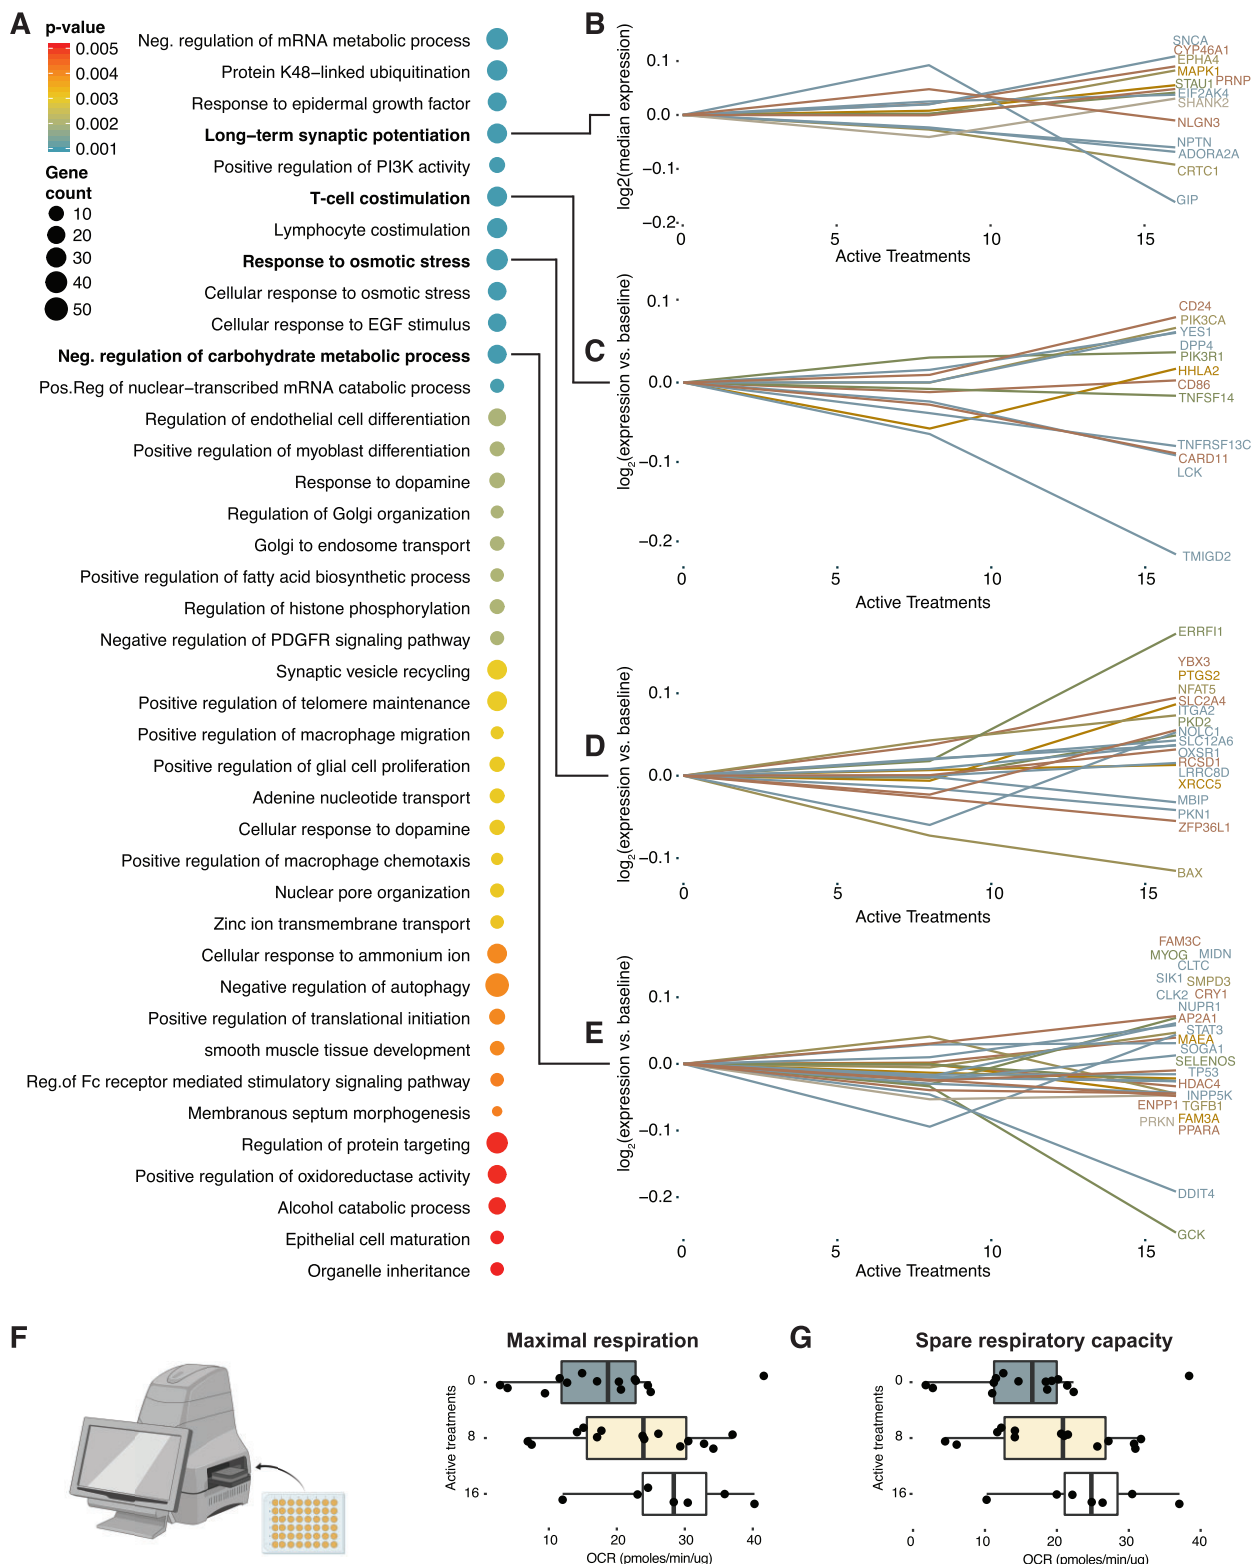 A
p-value
0.005
0.004
0.003
0.002
0.001
Gene
count
10
20
30
40
50
Neg. regulation of mRNA metabolic process
Protein K48–linked ubiquitination
Response to epidermal growth factor
Long–term synaptic potentiation
Positive regulation of PI3K activity
T-cell costimulation
Lymphocyte costimulation
Response to osmotic stress
Cellular response to osmotic stress
Cellular response to EGF stimulus
Neg. regulation of carbohydrate metabolic process
Pos.Reg of nuclear–transcribed mRNA catabolic process
Regulation of endothelial cell differentiation
Positive regulation of myoblast differentiation
Response to dopamine
Regulation of Golgi organization
Golgi to endosome transport
Positive regulation of fatty acid biosynthetic process
Regulation of histone phosphorylation
Negative regulation of PDGFR signaling pathway
Synaptic vesicle recycling
Positive regulation of telomere maintenance
Positive regulation of macrophage migration
Positive regulation of glial cell proliferation
Adenine nucleotide transport
Cellular response to dopamine
Positive regulation of macrophage chemotaxis
Nuclear pore organization
Zinc ion transmembrane transport
Cellular response to ammonium ion
Negative regulation of autophagy
Positive regulation of translational initiation
smooth muscle tissue development
Reg.of Fc receptor mediated stimulatory signaling pathway
Membranous septum morphogenesis
Regulation of protein targeting
Positive regulation of oxidoreductase activity
Alcohol catabolic process
Epithelial cell maturation
Organelle inheritance
B
log2(median expression)
0.1
0.0
−0.1
−0.2
0
5
10
15
Active Treatments
SNCA
CYP46A1
EPHA4
MAPK1
STAU1 PRNP
EIF2AK4
SHANK2
NLGN3
NPTN
ADORA2A
CRTC1
GIP
C
log2(expression vs. baseline)
0.1
0.0
−0.1
−0.2
0
5
10
15
Active Treatments
CD24
PIK3CA
YES1
DPP4
PIK3R1
HHLA2
CD86
TNFSF14
TNFRSF13C
CARD11
LCK
TMIGD2
D
log2(expression vs. baseline)
0.1
0.0
−0.1
0
5
10
15
Active Treatments
ERRFI1
YBX3
PTGS2
NFAT5
SLC2A4
ITGA2
PKD2
NOLC1
SLC12A6
OXSR1
RCSD1
LRRC8D
XRCC5
MBIP
PKN1
ZFP36L1
BAX
E
log2(expression vs. baseline)
0.1
0.0
−0.1
−0.2
0
5
10
15
Active Treatments
FAM3C
MYOG MIDN
CLTC
SIK1 SMPD3
CLK2 CRY1
NUPR1
AP2A1
STAT3
MAEA
SOGA1
SELENOS
TP53
HDAC4
INPP5K
ENPP1 TGFB1
PRKN FAM3A
PPARA
DDIT4
GCK
F
Maximal respiration
Active treatments
0
8
16
10
20
30
40
OCR (pmoles/min/ug)
G
Spare respiratory capacity
Active treatments
0
8
16
0
10
20
30
40
OCR (pmoles/min/ug)